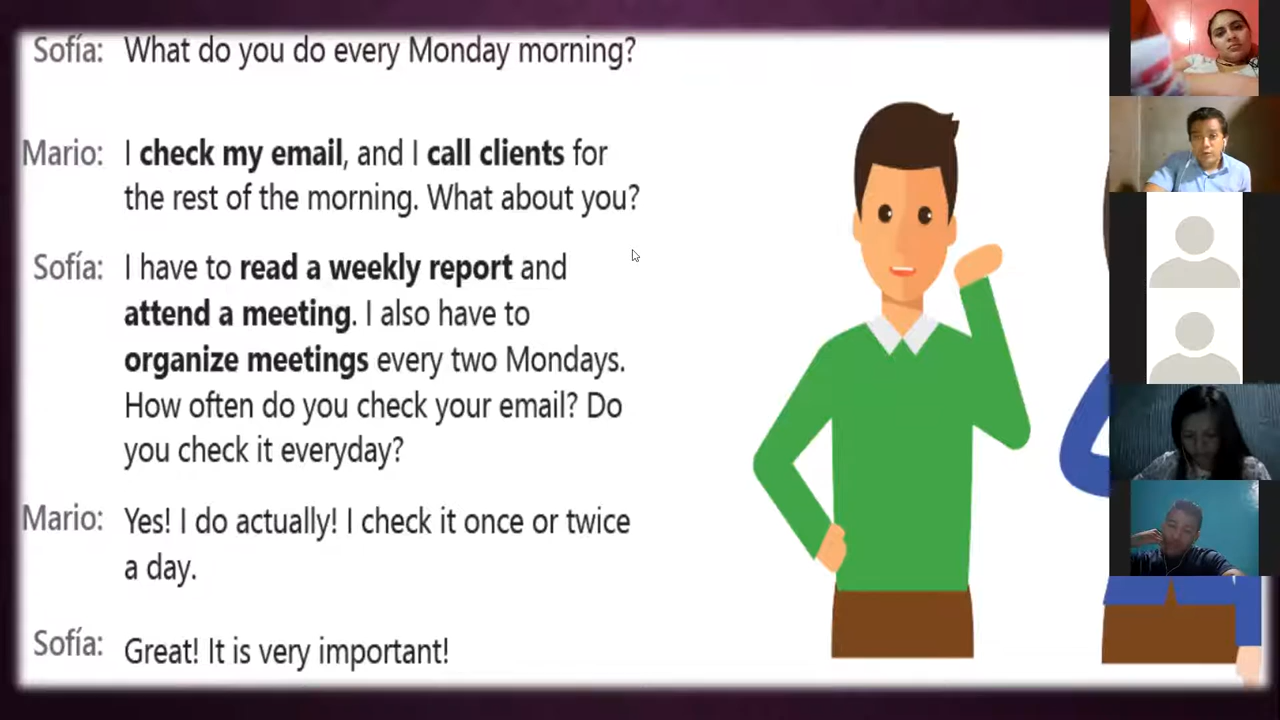 Sofía: What do you do every Monday morning?
Mario: I check my email, and I call clients for
the rest of the morning. What about you?
Sofía: I have to read a weekly report and
attend a meeting. I also have to
organize meetings every two Mondays.
How often do you check your email? Do
you check it everyday?
Mario: Yes! I do actually! I check it once or twice
a day.
Sofía: Great! It is very important!